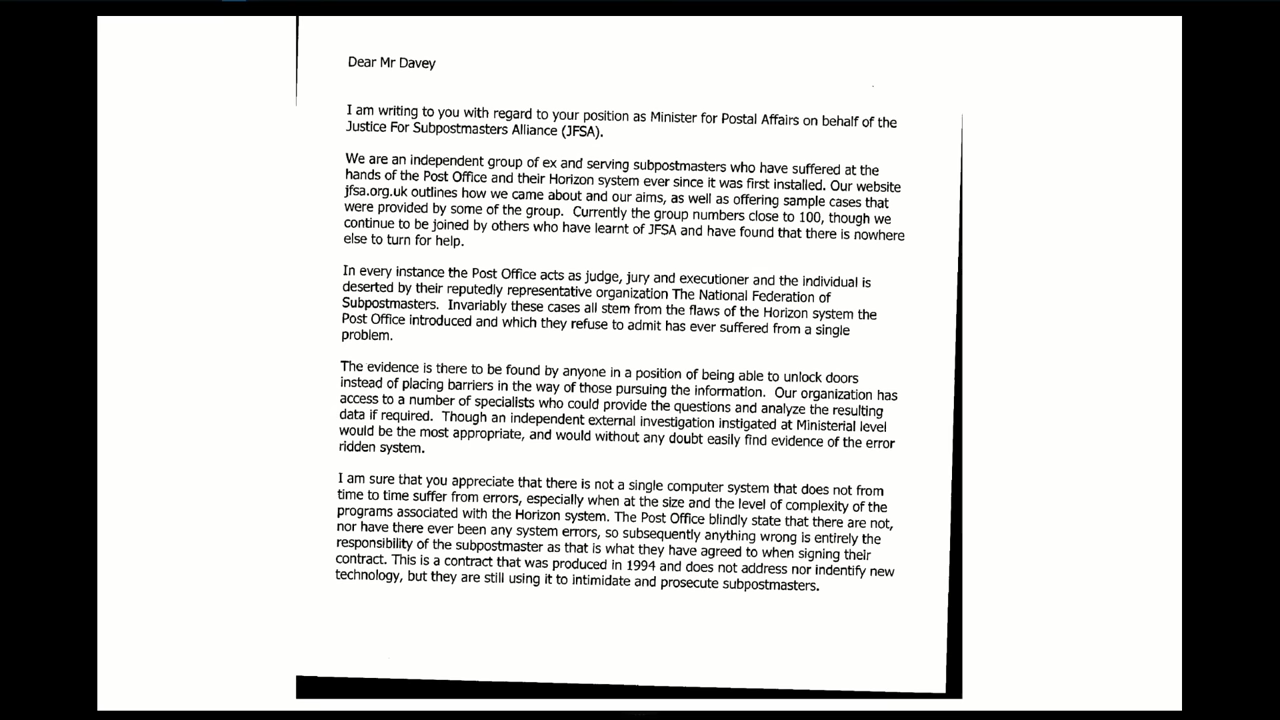 Dear Mr Davey
I am writing to you with regard to your position as Minister for Postal Affairs on behalf of the
Justice For Subpostmasters Alliance (JFSA).
We are an independent group of ex and serving subpostmasters who have suffered at the
hands of the Post Office and their Horizon system ever since it was first installed. Our website
jfsa.org.uk outlines how we came about and our aims, as well as offering sample cases that
were provided by some of the group. Currently the group numbers close to 100, though we
continue to be joined by others who have learnt of JFSA and have found that there is nowhere
else to turn for help.
In every instance the Post Office acts as judge, jury and executioner and the individual is
deserted by their reputedly representative organization The National Federation of
Subpostmasters. Invariably these cases all stem from the flaws of the Horizon system the
Post Office introduced and which they refuse to admit has ever suffered from a single
problem.
The evidence is there to be found by anyone in a position of being able to unlock doors
instead of placing barriers in the way of those pursuing the information. Our organization has
access to a number of specialists who could provide the questions and analyze the resulting
data if required. Though an independent external investigation instigated at Ministerial level
would be the most appropriate, and would without any doubt easily find evidence of the error
ridden system.
I am sure that you appreciate that there is not a single computer system that does not from
time to time suffer from errors, especially when at the size and the level of complexity of the
programs associated with the Horizon system. The Post Office blindly state that there are not,
nor have there ever been any system errors, so subsequently anything wrong is entirely the
responsibility of the subpostmaster as that is what they have agreed to when signing their
contract. This is a contract that was produced in 1994 and does not address nor indentify new
technology, but they are still using it to intimidate and prosecute subpostmasters.